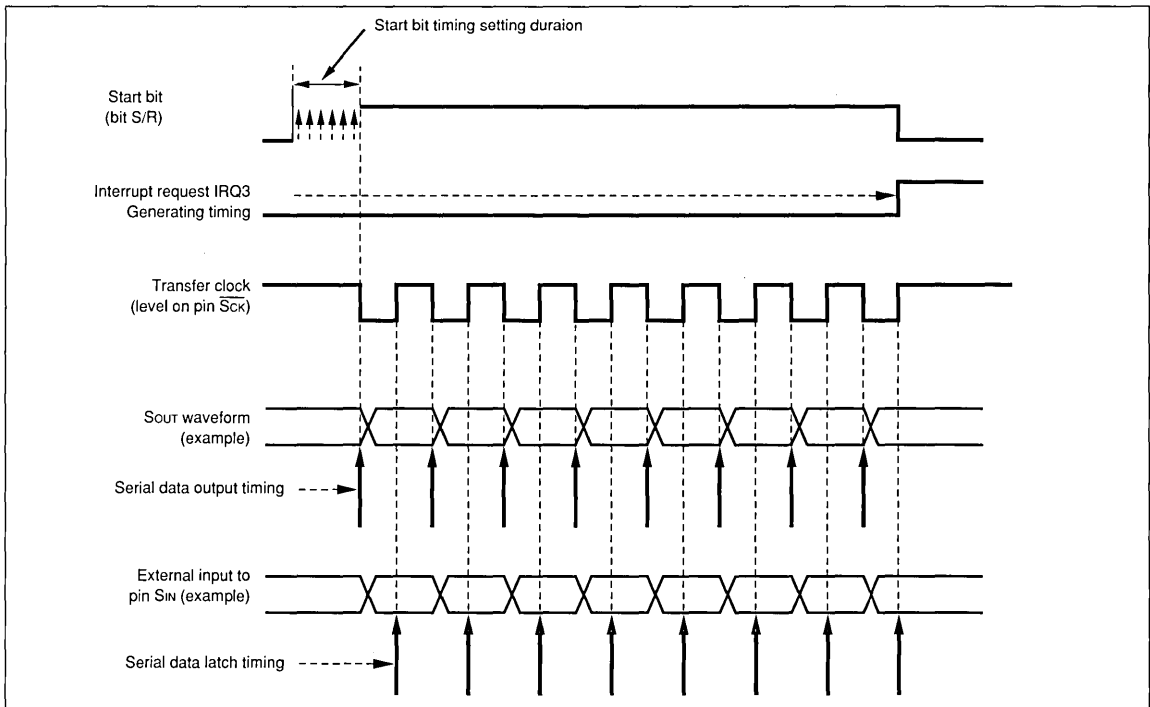 Start bit timing setting duraion
Start bit
(bit S/R)
Interrupt request IRQ3
Generating timing
Transfer clock
(level on pin SCK)
SOUT waveform
(example)
Serial data output timing
External input to
pin SIN (example)
Serial data latch timing